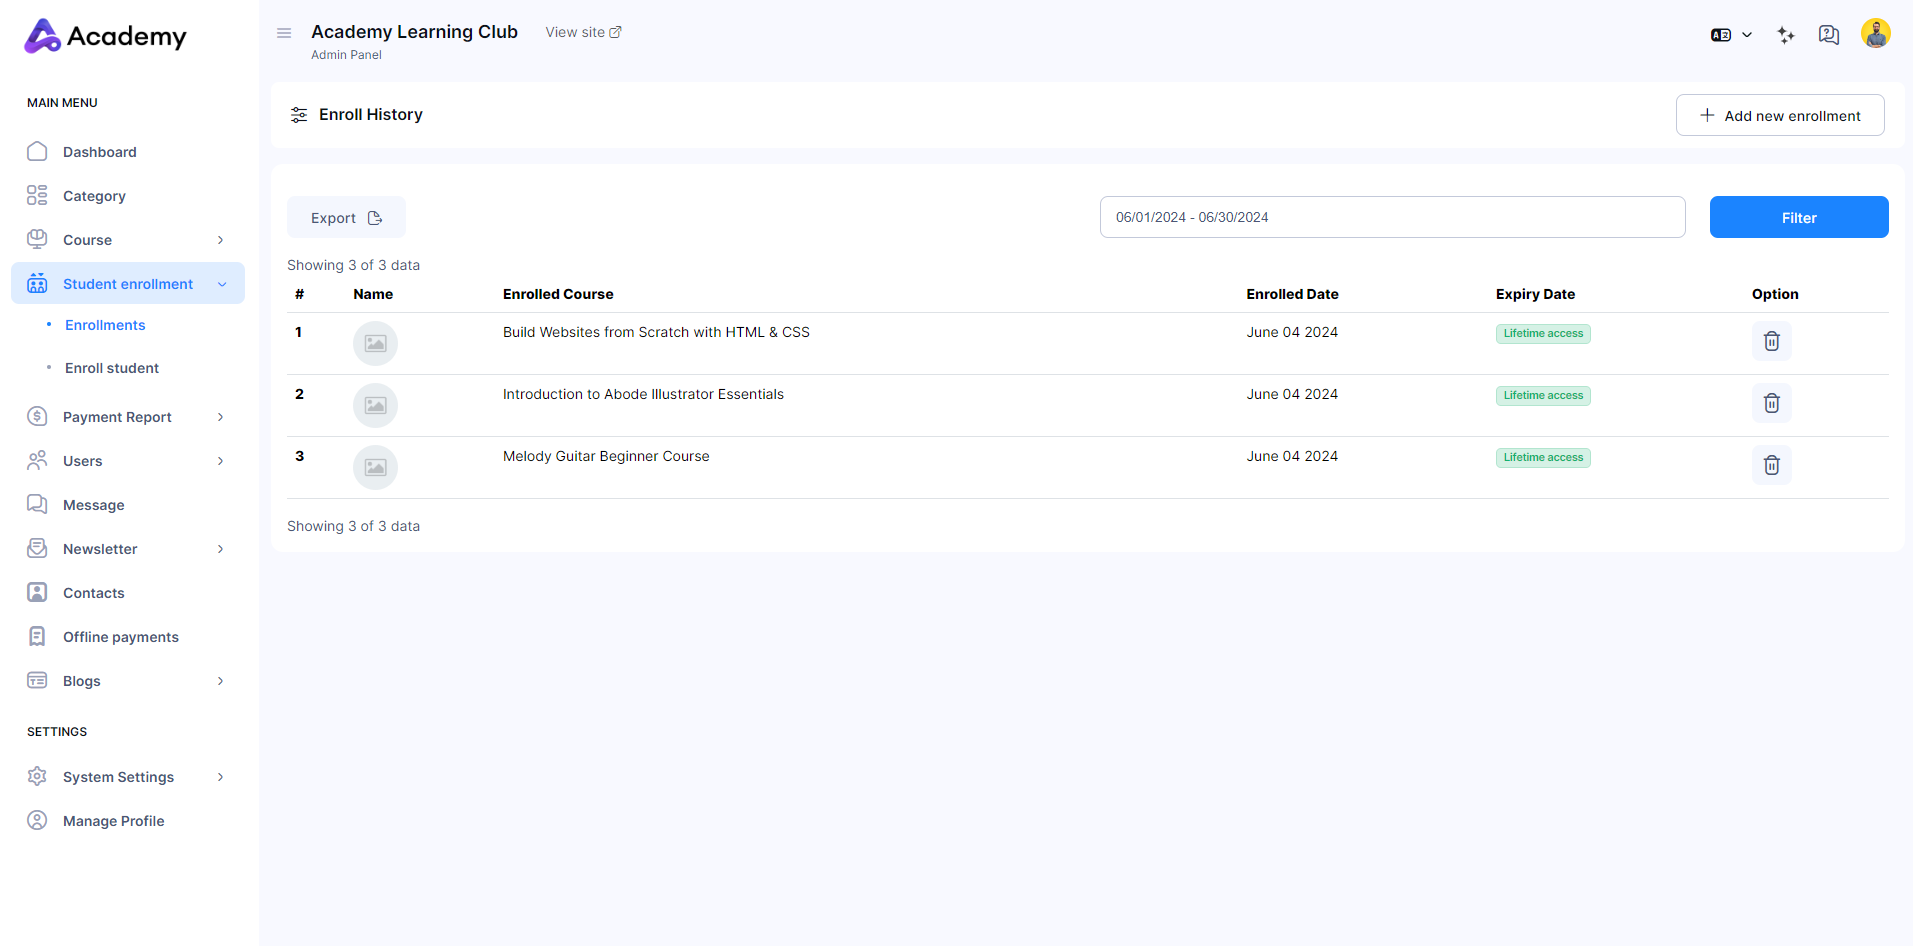 Academy
MAIN MENU
Dashboard
Category
Course
Student enrollment
Enrollments
Enroll student
Payment Report
Users
Message
Newsletter
Contacts
Offline payments
Blogs
SETTINGS
System Settings
Manage Profile
Academy Learning Club View site
Admin Panel
Enroll History
Add new enrollment
Export
06/01/2024 - 06/30/2024
Filter
Showing 3 of 3 data
# Name Enrolled Course Enrolled Date Expiry Date Option
1 Build Websites from Scratch with HTML & CSS June 04 2024 Lifetime access
2 Introduction to Abode Illustrator Essentials June 04 2024 Lifetime access
3 Melody Guitar Beginner Course June 04 2024 Lifetime access
Showing 3 of 3 data